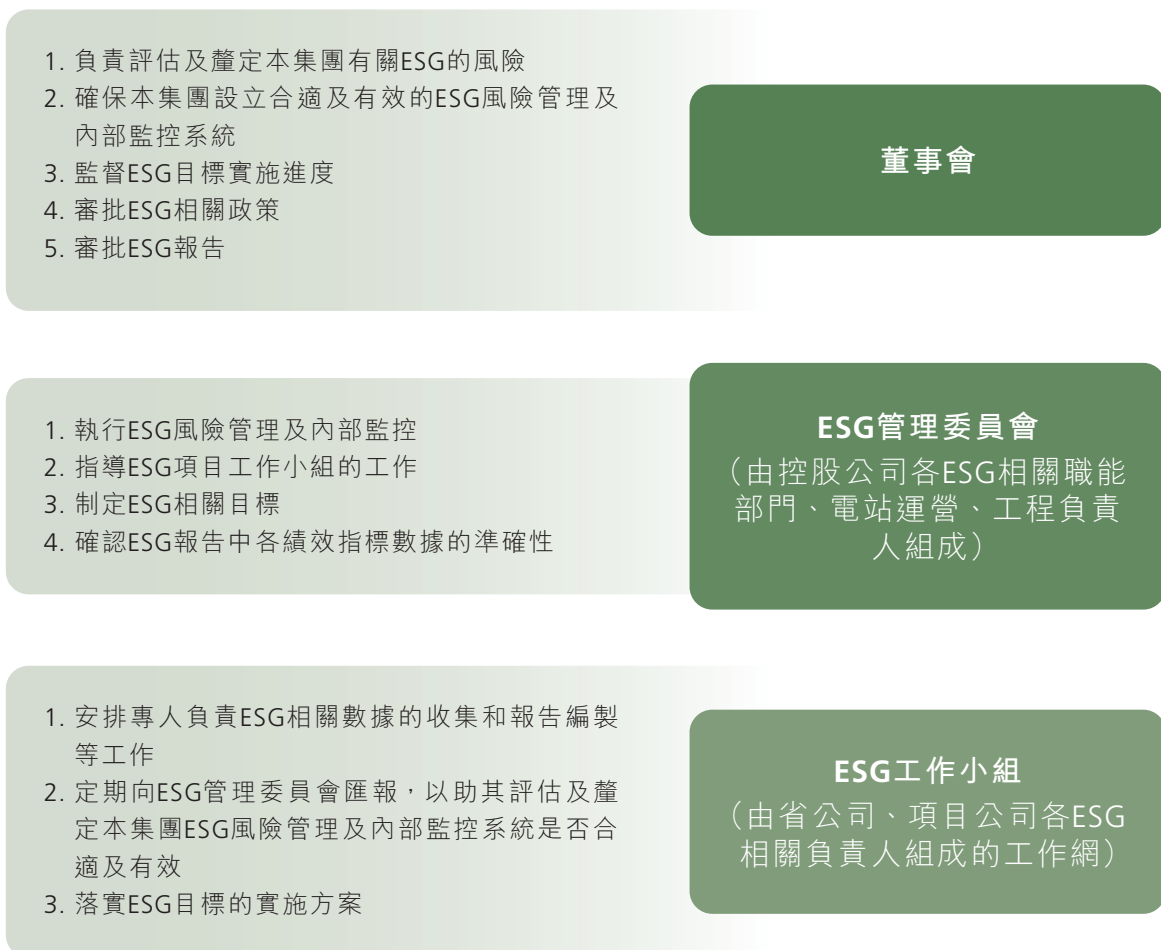 1. 負責評估及釐定本集團有關ESG的風險
2. 確保本集團設立合適及有效的ESG風險管理及
內部監控系統
3. 監督ESG目標實施進度
4. 審批ESG相關政策
5. 審批ESG報告
董事會
1. 執行ESG風險管理及內部監控
2. 指導ESG項目工作小組的工作
3. 制定ESG相關目標
4. 確認ESG報告中各績效指標數據的準確性
ESG管理委員會
（由控股公司各ESG相關職能
部門、電站運營、工程負責
人組成）
1. 安排專人負責ESG相關數據的收集和報告編製
等工作
2. 定期向ESG管理委員會匯報，以助其評估及釐
定本集團ESG風險管理及內部監控系統是否合
適及有效
3. 落實ESG目標的實施方案
ESG工作小組
（由省公司、項目公司各ESG
相關負責人組成的工作網）